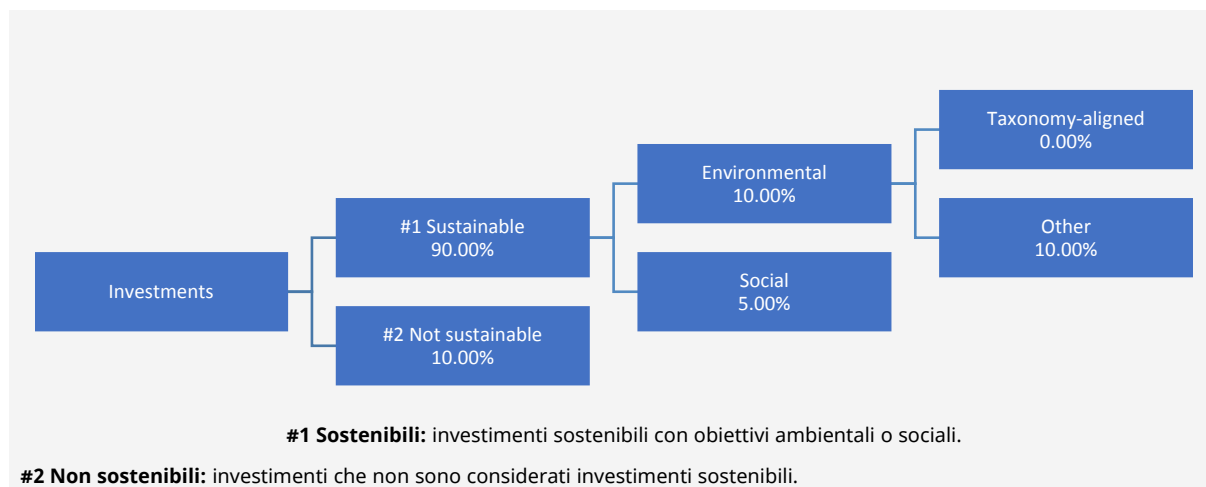 Investments
#1 Sustainable
90.00%
#2 Not sustainable
10.00%
Environmental
10.00%
Social
5.00%
Taxonomy-aligned
0.00%
Other
10.00%
#1 Sostenibili: investimenti sostenibili con obiettivi ambientali o sociali.
#2 Non sostenibili: investimenti che non sono considerati investimenti sostenibili.